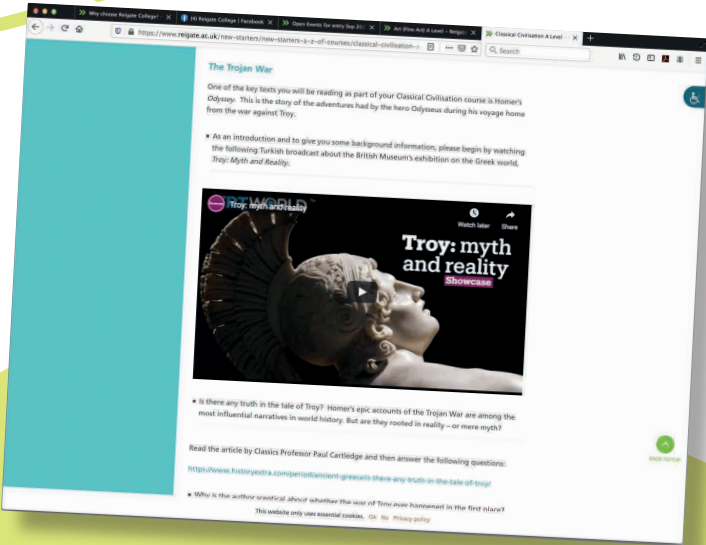 Why choose Reigate College?
(4) Reigate College | Facebook
Open Events for entry Sep 202
Art (Fine Art) A Level – Reigate
Classical Civilisation A Level
https://www.reigate.ac.uk/new-starters/new-starters-a-z-of-courses/classical-civilisation-a
Search
The Trojan War
One of the key texts you will be reading as part of your Classical Civilisation course is Homer's
Odyssey. This is the story of the adventures had by the hero Odysseus during his voyage home
from the war against Troy.
• As an introduction and to give you some background information, please begin by watching
the following Turkish broadcast about the British Museum's exhibition on the Greek world,
Troy: Myth and Reality.
Troy: myth and reality
Watch later
Share
Troy: myth
and reality
Showcase
• Is there any truth in the tale of Troy? Homer's epic accounts of the Trojan War are among the
most influential narratives in world history. But are they rooted in reality – or mere myth?
BACK TO TOP
Read the article by Classics Professor Paul Cartledge and then answer the following questions:
https://www.historyextra.com/period/ancient-greece/is-there-any-truth-in-the-tale-of-troy/
• Why is the author sceptical about whether the war of Troy ever happened in the first place?
This website only uses essential cookies. Ok No Privacy policy